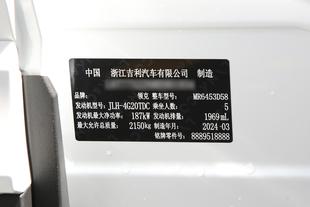 中国 浙江吉利汽车有限公司 制造
品牌: 领克 整车型号: MR6453D58
发动机型号: JLH-4G20TDC 乘坐人数: 5
发动机最大净功率: 187kW 发动机排量: 1969mL
最大允许总质量: 2150kg 制造年月: 2024-03
铭牌零件号: 8889518888